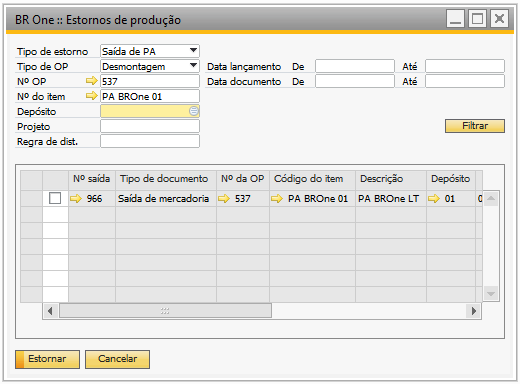 BR One :: Estornos de produção
Tipo de estorno Saída de PA
Tipo de OP Desmontagem Data lançamento De Até
Nº OP 537 Data documento De Até
Nº do item PA BROne 01
Depósito
Projeto
Regra de dist.
Filtrar
Nº saída Tipo de documento Nº da OP Código do item Descrição Depósito
966 Saída de mercadoria 537 PA BROne 01 PA BROne LT 01 0
Estornar Cancelar